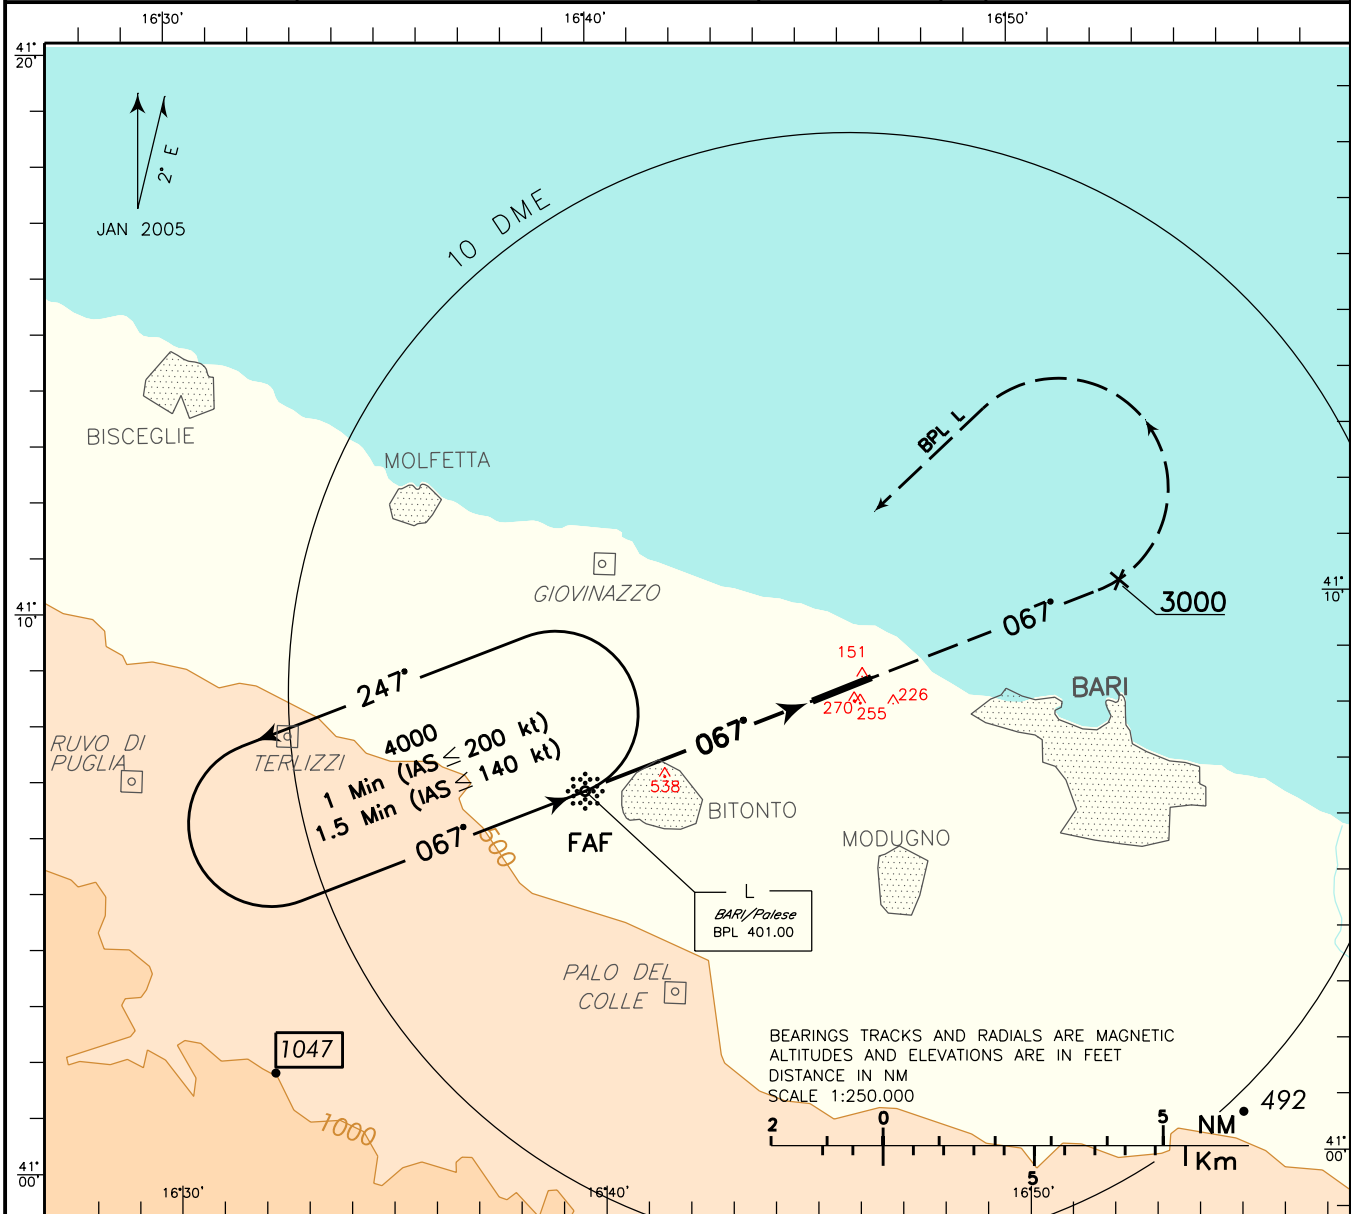 16°30'
16°40'
16°50'
41°
20'
2° E
JAN 2005
10 DME
BISCEGLIE
MOLFETTA
BPL L
GIOVINAZZO
41°
10'
41°
10'
3000
067°
151
270
255
226
BARI
247°
067°
RUVO DI
PUGLIA
TERLIZZI
4000
1 Min (IAS ≤ 200 kt)
1.5 Min (IAS ≤ 140 kt)
538
BITONTO
067°
500
FAF
MODUGNO
L
BARI/Palese
BPL 401.00
PALO DEL
COLLE
1047
1000
BEARINGS TRACKS AND RADIALS ARE MAGNETIC
ALTITUDES AND ELEVATIONS ARE IN FEET
DISTANCE IN NM
SCALE 1:250.000
492
2 0 5 NM
Km
5
41°
00'
41°
00'
16°30'
16°40'
16°50'